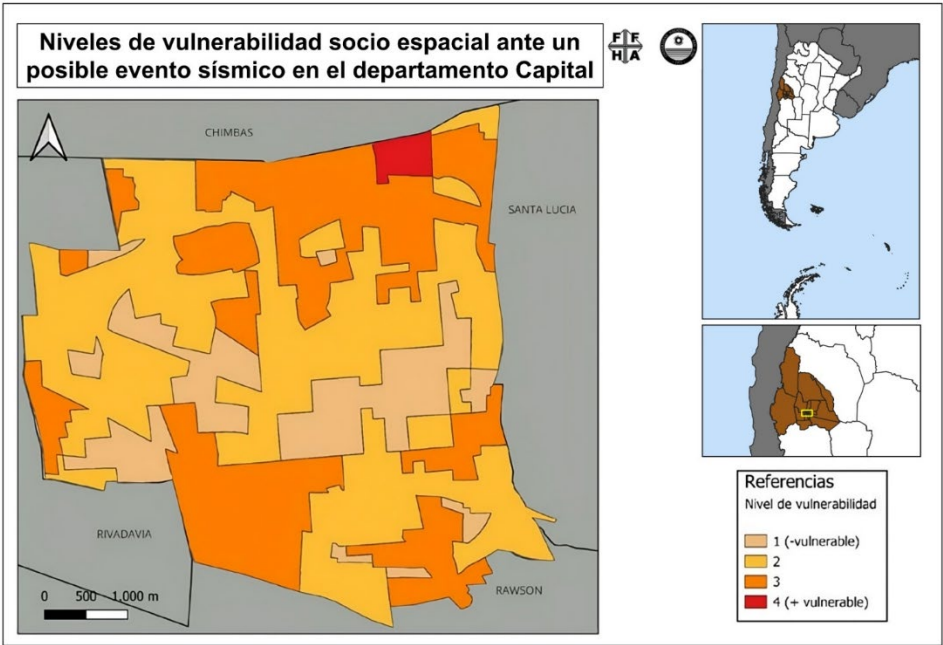 Niveles de vulnerabilidad socio espacial ante un
posible evento sísmico en el departamento Capital
F F
H A
CHIMBAS
SANTA LUCIA
RIVADAVIA
RAWSON
0 500 1.000 m
Referencias
Nivel de vulnerabilidad
1 (-vulnerable)
2
3
4 (+ vulnerable)